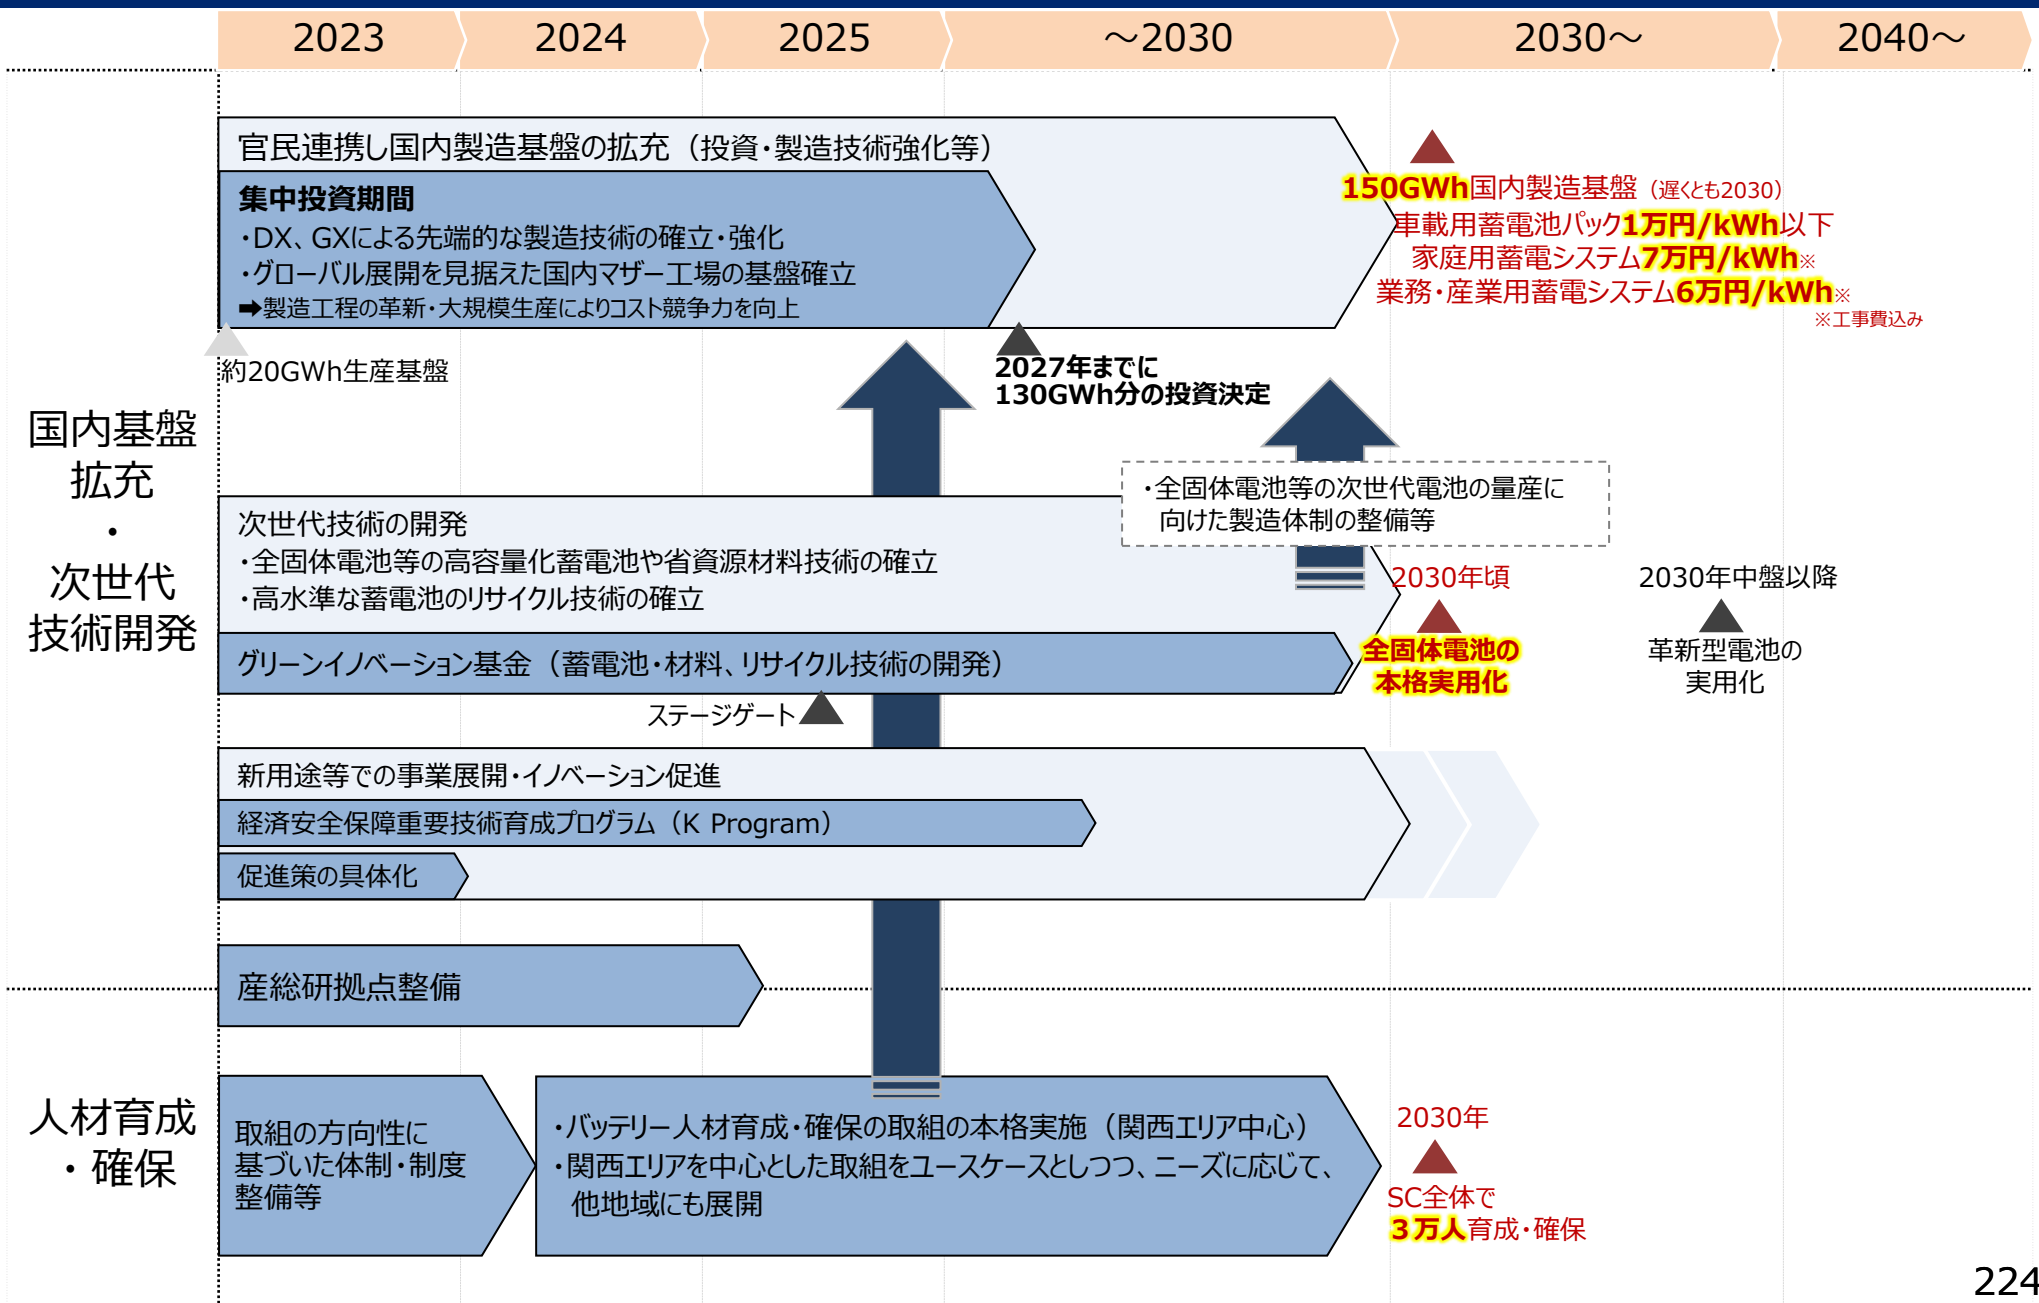 2023
2024
2025
～2030
2030～
2040～
国内基盤
拡充
・
次世代
技術開発
官民連携し国内製造基盤の拡充（投資・製造技術強化等）
集中投資期間
・DX、GXによる先端的な製造技術の確立・強化
・グローバル展開を見据えた国内マザー工場の基盤確立
➡製造工程の革新・大規模生産によりコスト競争力を向上
150GWh国内製造基盤（遅くとも2030）
車載用蓄電池パック1万円/kWh以下
家庭用蓄電システム7万円/kWh※
業務・産業用蓄電システム6万円/kWh※
※工事費込み
約20GWh生産基盤
2027年までに
130GWh分の投資決定
・全固体電池等の次世代電池の量産に
向けた製造体制の整備等
次世代技術の開発
・全固体電池等の高容量化蓄電池や省資源材料技術の確立
・高水準な蓄電池のリサイクル技術の確立
グリーンイノベーション基金（蓄電池・材料、リサイクル技術の開発）
ステージゲート
2030年頃
全固体電池の
本格実用化
2030年中盤以降
革新型電池の
実用化
新用途等での事業展開・イノベーション促進
経済安全保障重要技術育成プログラム（K Program）
促進策の具体化
産総研拠点整備
人材育成
・確保
取組の方向性に
基づいた体制・制度
整備等
・バッテリー人材育成・確保の取組の本格実施（関西エリア中心）
・関西エリアを中心とした取組をユースケースとしつつ、ニーズに応じて、
他地域にも展開
2030年
SC全体で
３万人育成・確保
224